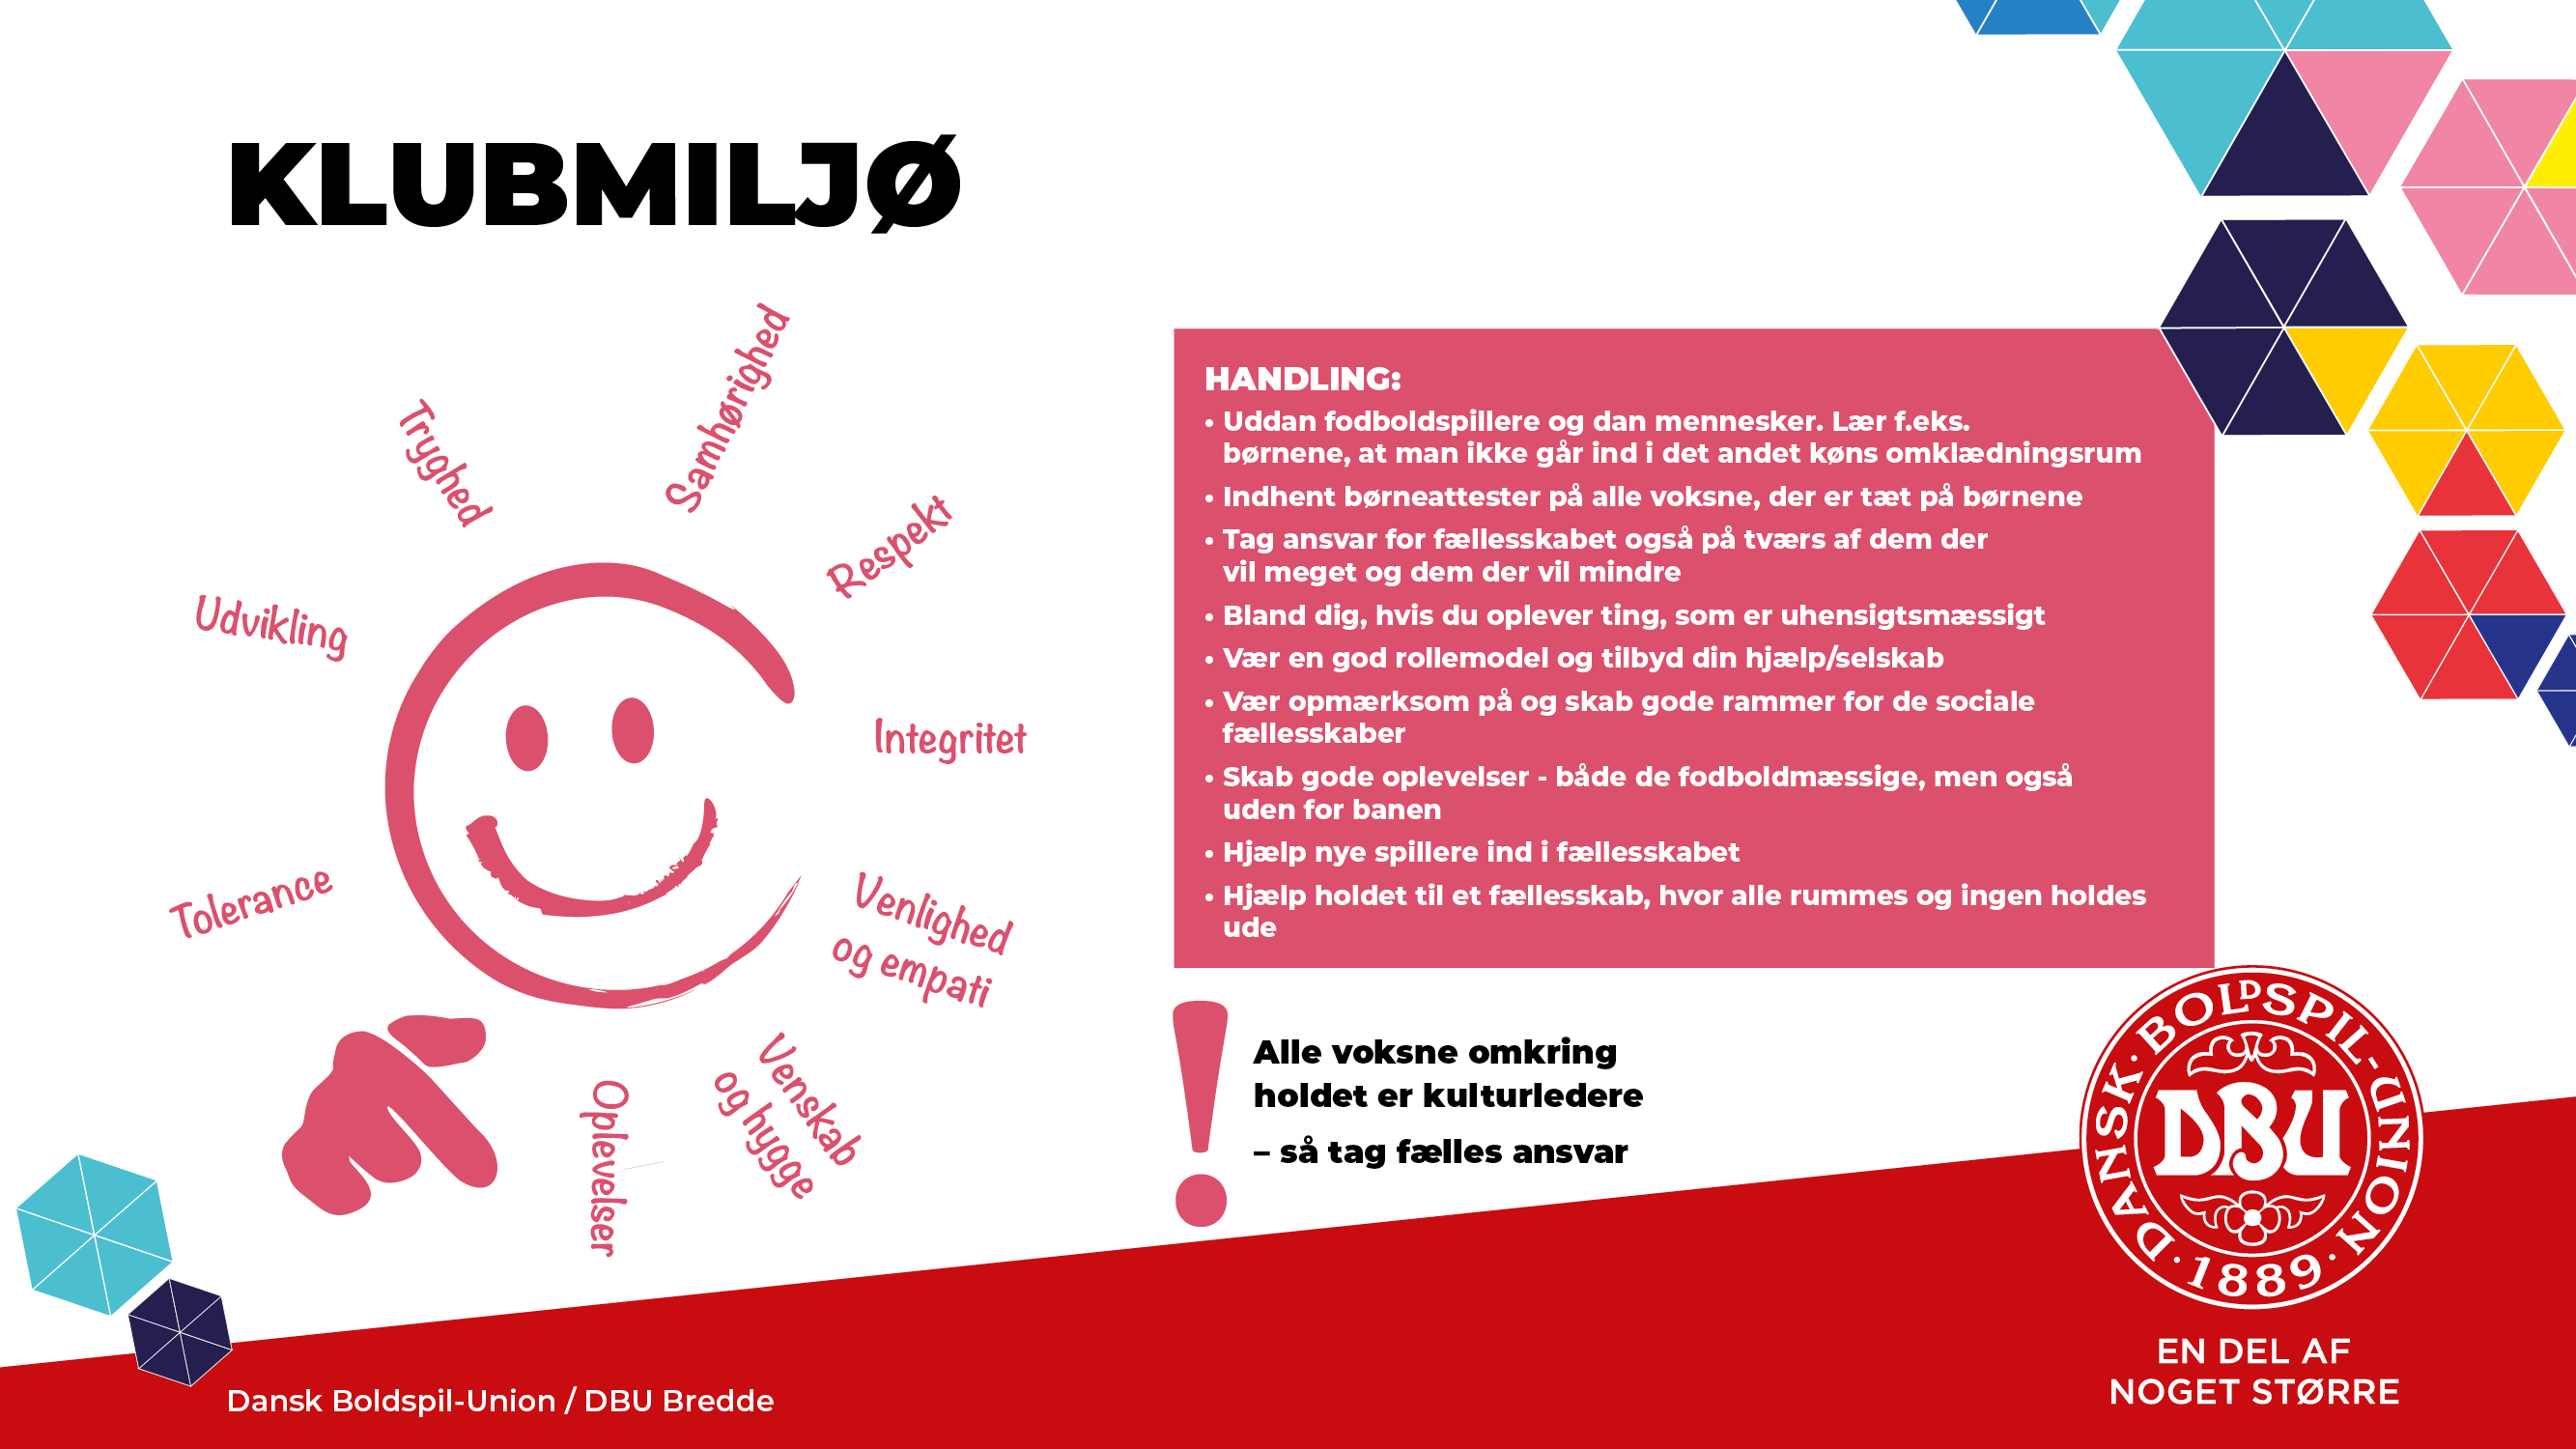 KLUBMILJØ
Samhørighed
Tryghed
Respekt
Udvikling
Integritet
Tolerance
Venlighed
og empati
Venskab
og hygge
Oplevelser
HANDLING:
• Uddan fodboldspillere og dan mennesker. Lær f.eks.
børnene, at man ikke går ind i det andet køns omklædningsrum
• Indhent børneattester på alle voksne, der er tæt på børnene
• Tag ansvar for fællesskabet også på tværs af dem der
vil meget og dem der vil mindre
• Bland dig, hvis du oplever ting, som er uhensigtsmæssigt
• Vær en god rollemodel og tilbyd din hjælp/selskab
• Vær opmærksom på og skab gode rammer for de sociale
fællesskaber
• Skab gode oplevelser - både de fodboldmæssige, men også
uden for banen
• Hjælp nye spillere ind i fællesskabet
• Hjælp holdet til et fællesskab, hvor alle rummes og ingen holdes
ude
!
Alle voksne omkring
holdet er kulturledere
– så tag fælles ansvar
DANSK · BOLDSPIL-UNION
DBU
· 1889 ·
EN DEL AF
NOGET STØRRE
Dansk Boldspil-Union / DBU Bredde